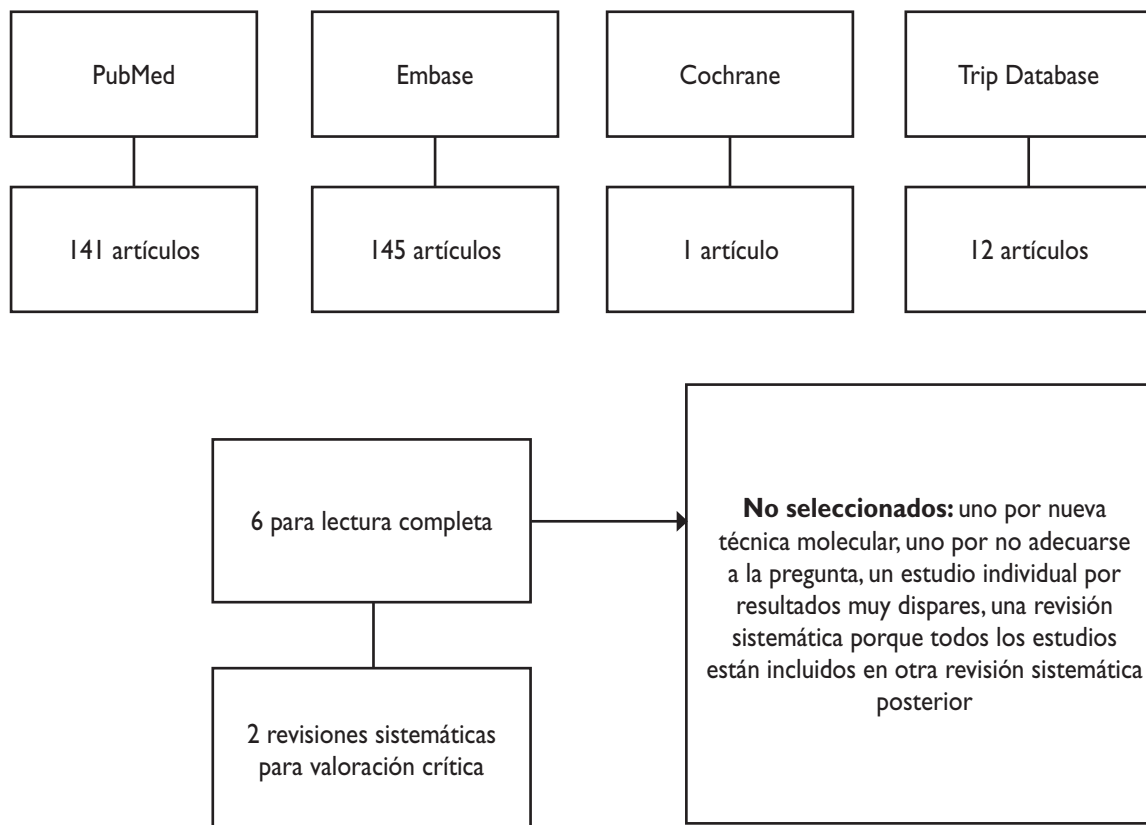 PubMed
Embase
Cochrane
Trip Database
141 artículos
145 artículos
1 artículo
12 artículos
6 para lectura completa
No seleccionados: uno por nueva
técnica molecular, uno por no adecuarse
a la pregunta, un estudio individual por
resultados muy dispares, una revisión
sistemática porque todos los estudios
están incluidos en otra revisión sistemática
posterior
2 revisiones sistemáticas
para valoración crítica